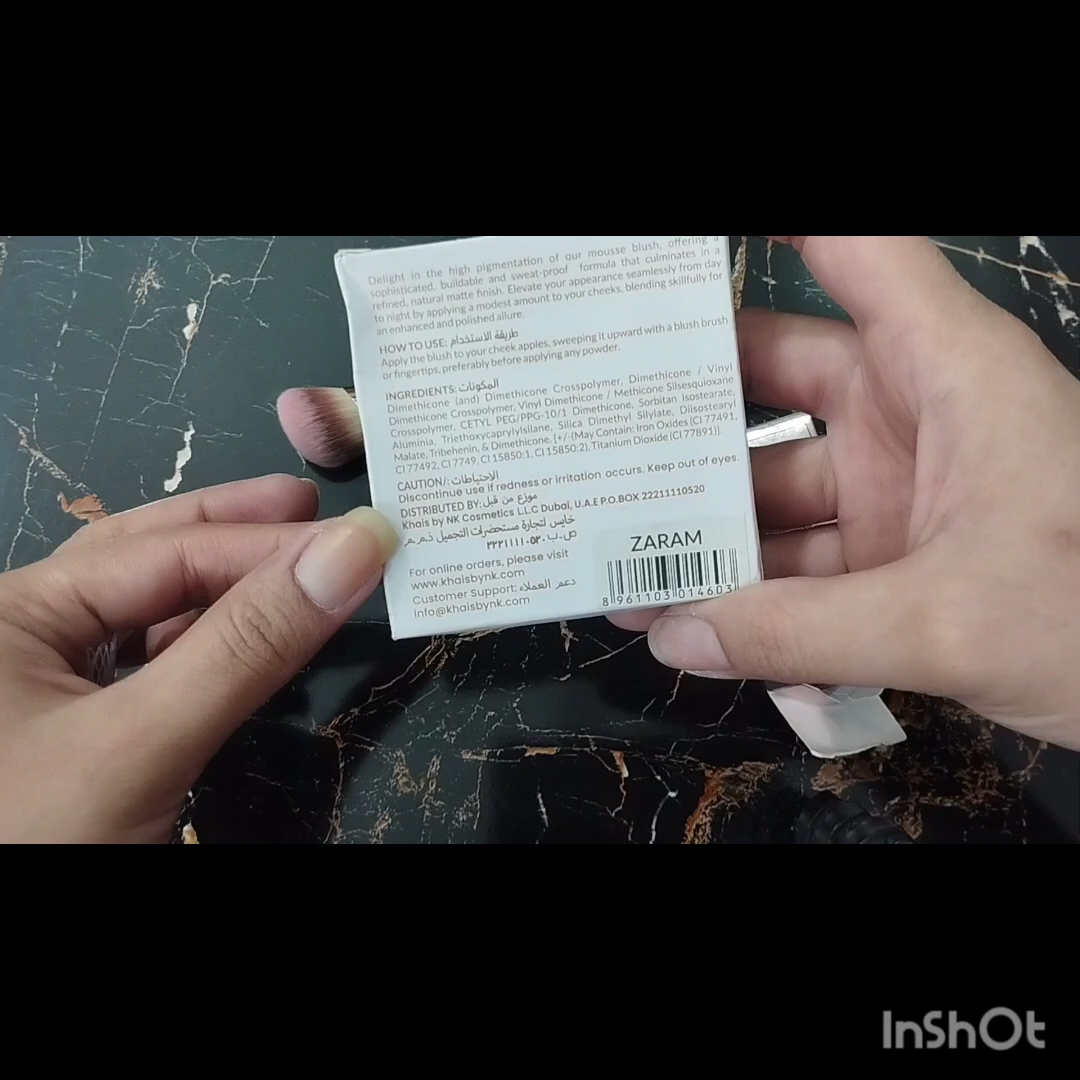 Delight in the high pigmentation of our mousse blush, offering a
sophisticated, buildable and sweat-proof formula that culminates in a
refined, natural matte finish. Elevate your appearance seamlessly from day
to night by applying a modest amount to your cheeks, blending skillfully for
an enhanced and polished allure.
HOW TO USE: طريقة الاستخدام
Apply the blush to your cheek apples, sweeping it upward with a blush brush
or fingertips, preferably before applying any powder.
INGREDIENTS: المكونات
Dimethicone (and) Dimethicone Crosspolymer, Dimethicone / Vinyl
Dimethicone Crosspolymer, Vinyl Dimethicone / Methicone Silsesquioxane
Crosspolymer, CETYL PEG/PPG-10/1 Dimethicone, Sorbitan Isostearate,
Aluminia, Triethoxycaprylylsilane, Silica Dimethyl Silylate, Diisostearyl
Malate, Tribehenin, & Dimethicone. [+/-(May Contain: Iron Oxides (CI 77491,
CI 77492, CI 7749, CI 15850:1, CI 15850:2), Titanium Dioxide (CI 77891)].
CAUTION/: الاحتياطات
Discontinue use if redness or irritation occurs. Keep out of eyes.
DISTRIBUTED BY: موزع من قبل
Khais by NK Cosmetics LLC Dubai, U.A.E P.O.BOX 22211110520
خايس لتجارة مستحضرات التجميل ذ.م.م
ص.ب. ٢٢٢١١١١٠٥٢٠
For online orders, please visit
www.khaisbynk.com
Customer Support: دعم العملاء
info@khaisbynk.com
ZARAM
8 961103 014603
InShOt